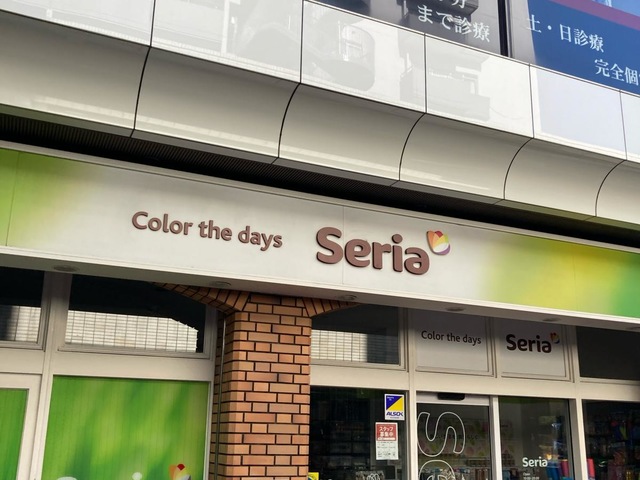 まで診療
土・日診療
完全個
Color the days Seria
Color the days Seria
ALSOK
スタッフ
募集中
Seria